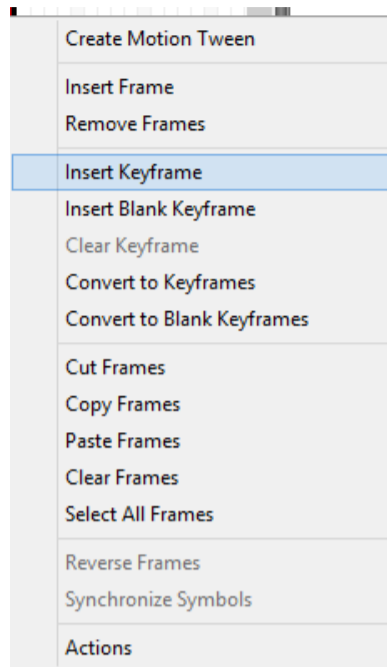 Create Motion Tween
Insert Frame
Remove Frames
Insert Keyframe
Insert Blank Keyframe
Clear Keyframe
Convert to Keyframes
Convert to Blank Keyframes
Cut Frames
Copy Frames
Paste Frames
Clear Frames
Select All Frames
Reverse Frames
Synchronize Symbols
Actions